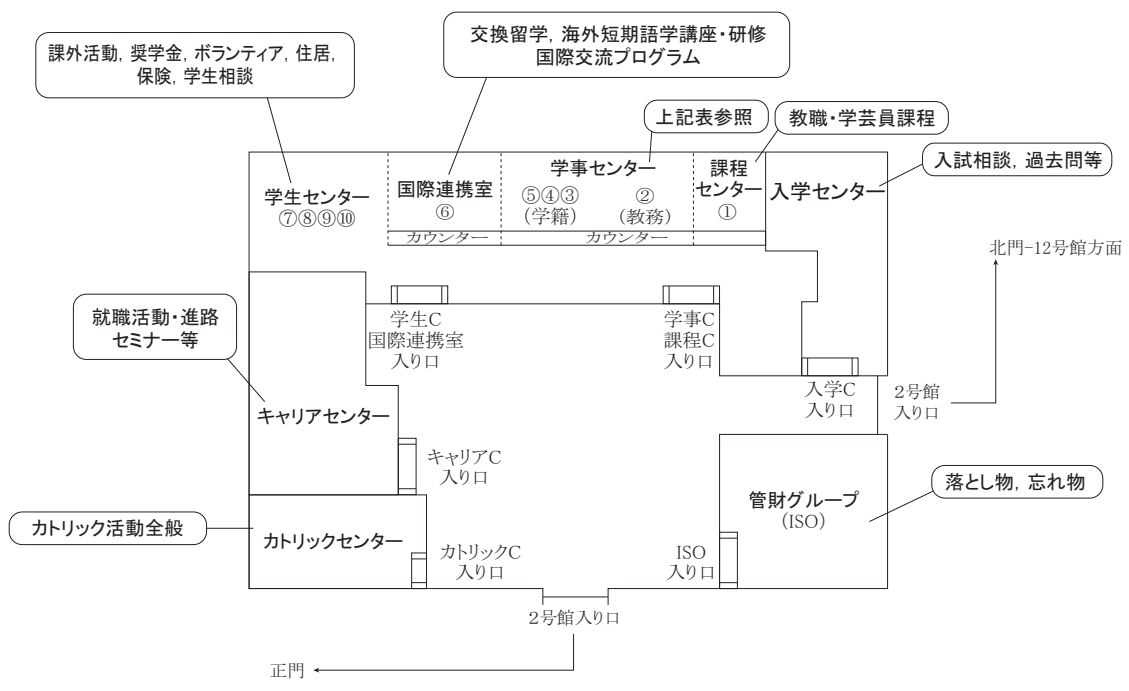 課外活動, 奨学金, ボランティア, 住居,
保険, 学生相談
交換留学, 海外短期語学講座・研修
国際交流プログラム
上記表参照
教職・学芸員課程
入試相談, 過去問等
学生センター
⑦⑧⑨⑩
国際連携室
⑥
学事センター
⑤④③
(学籍)
②
(教務)
課程
センター
①
入学センター
カウンター
カウンター
北門-12号館方面
就職活動・進路
セミナー等
学生C
国際連携室
入り口
学事C
課程C
入り口
入学C
入り口
2号館
入り口
キャリアセンター
キャリアC
入り口
管財グループ
(ISO)
落とし物, 忘れ物
カトリック活動全般
カトリックセンター
カトリックC
入り口
ISO
入り口
2号館入り口
正門